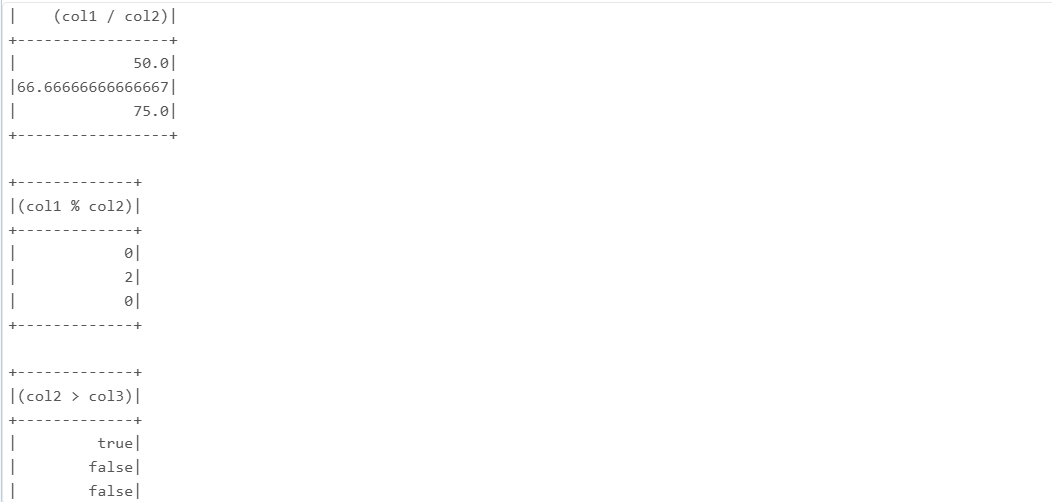 |    (col1 / col2)|
+-----------------+
|             50.0|
|66.66666666666667|
|             75.0|
+-----------------+
+-------------+
|(col1 % col2)|
+-------------+
|            0|
|            2|
|            0|
+-------------+
+-------------+
|(col2 > col3)|
+-------------+
|         true|
|        false|
|        false|